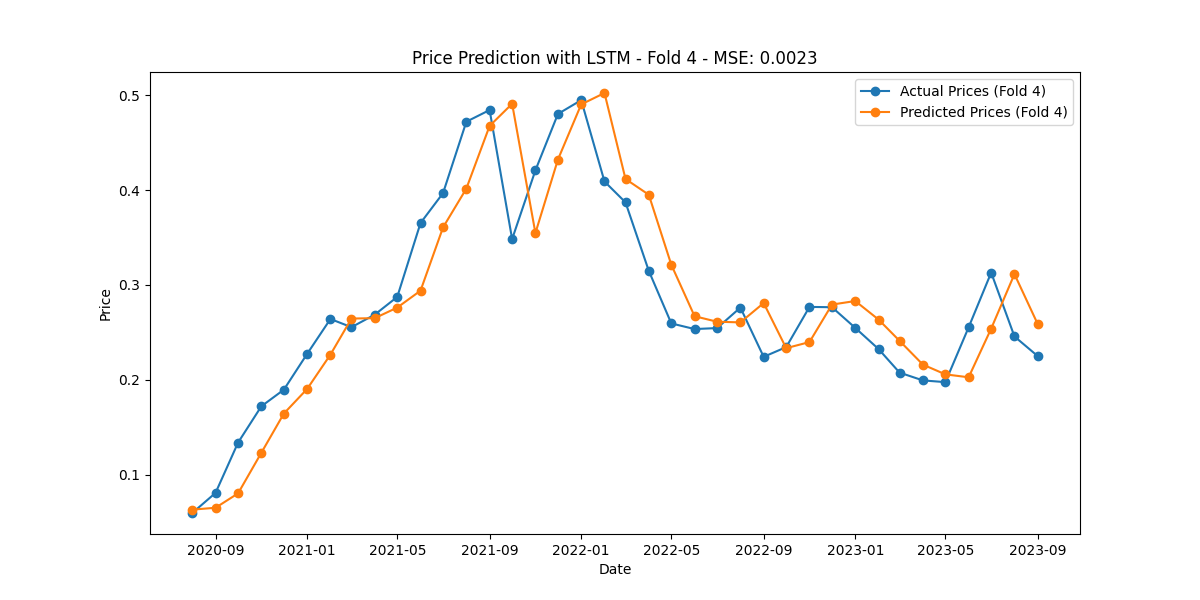 Price Prediction with LSTM - Fold 4 - MSE: 0.0023
Actual Prices (Fold 4)
Predicted Prices (Fold 4)
0.5
0.4
0.3
0.2
0.1
Price
2020-09 2021-01 2021-05 2021-09 2022-01 2022-05 2022-09 2023-01 2023-05 2023-09
Date